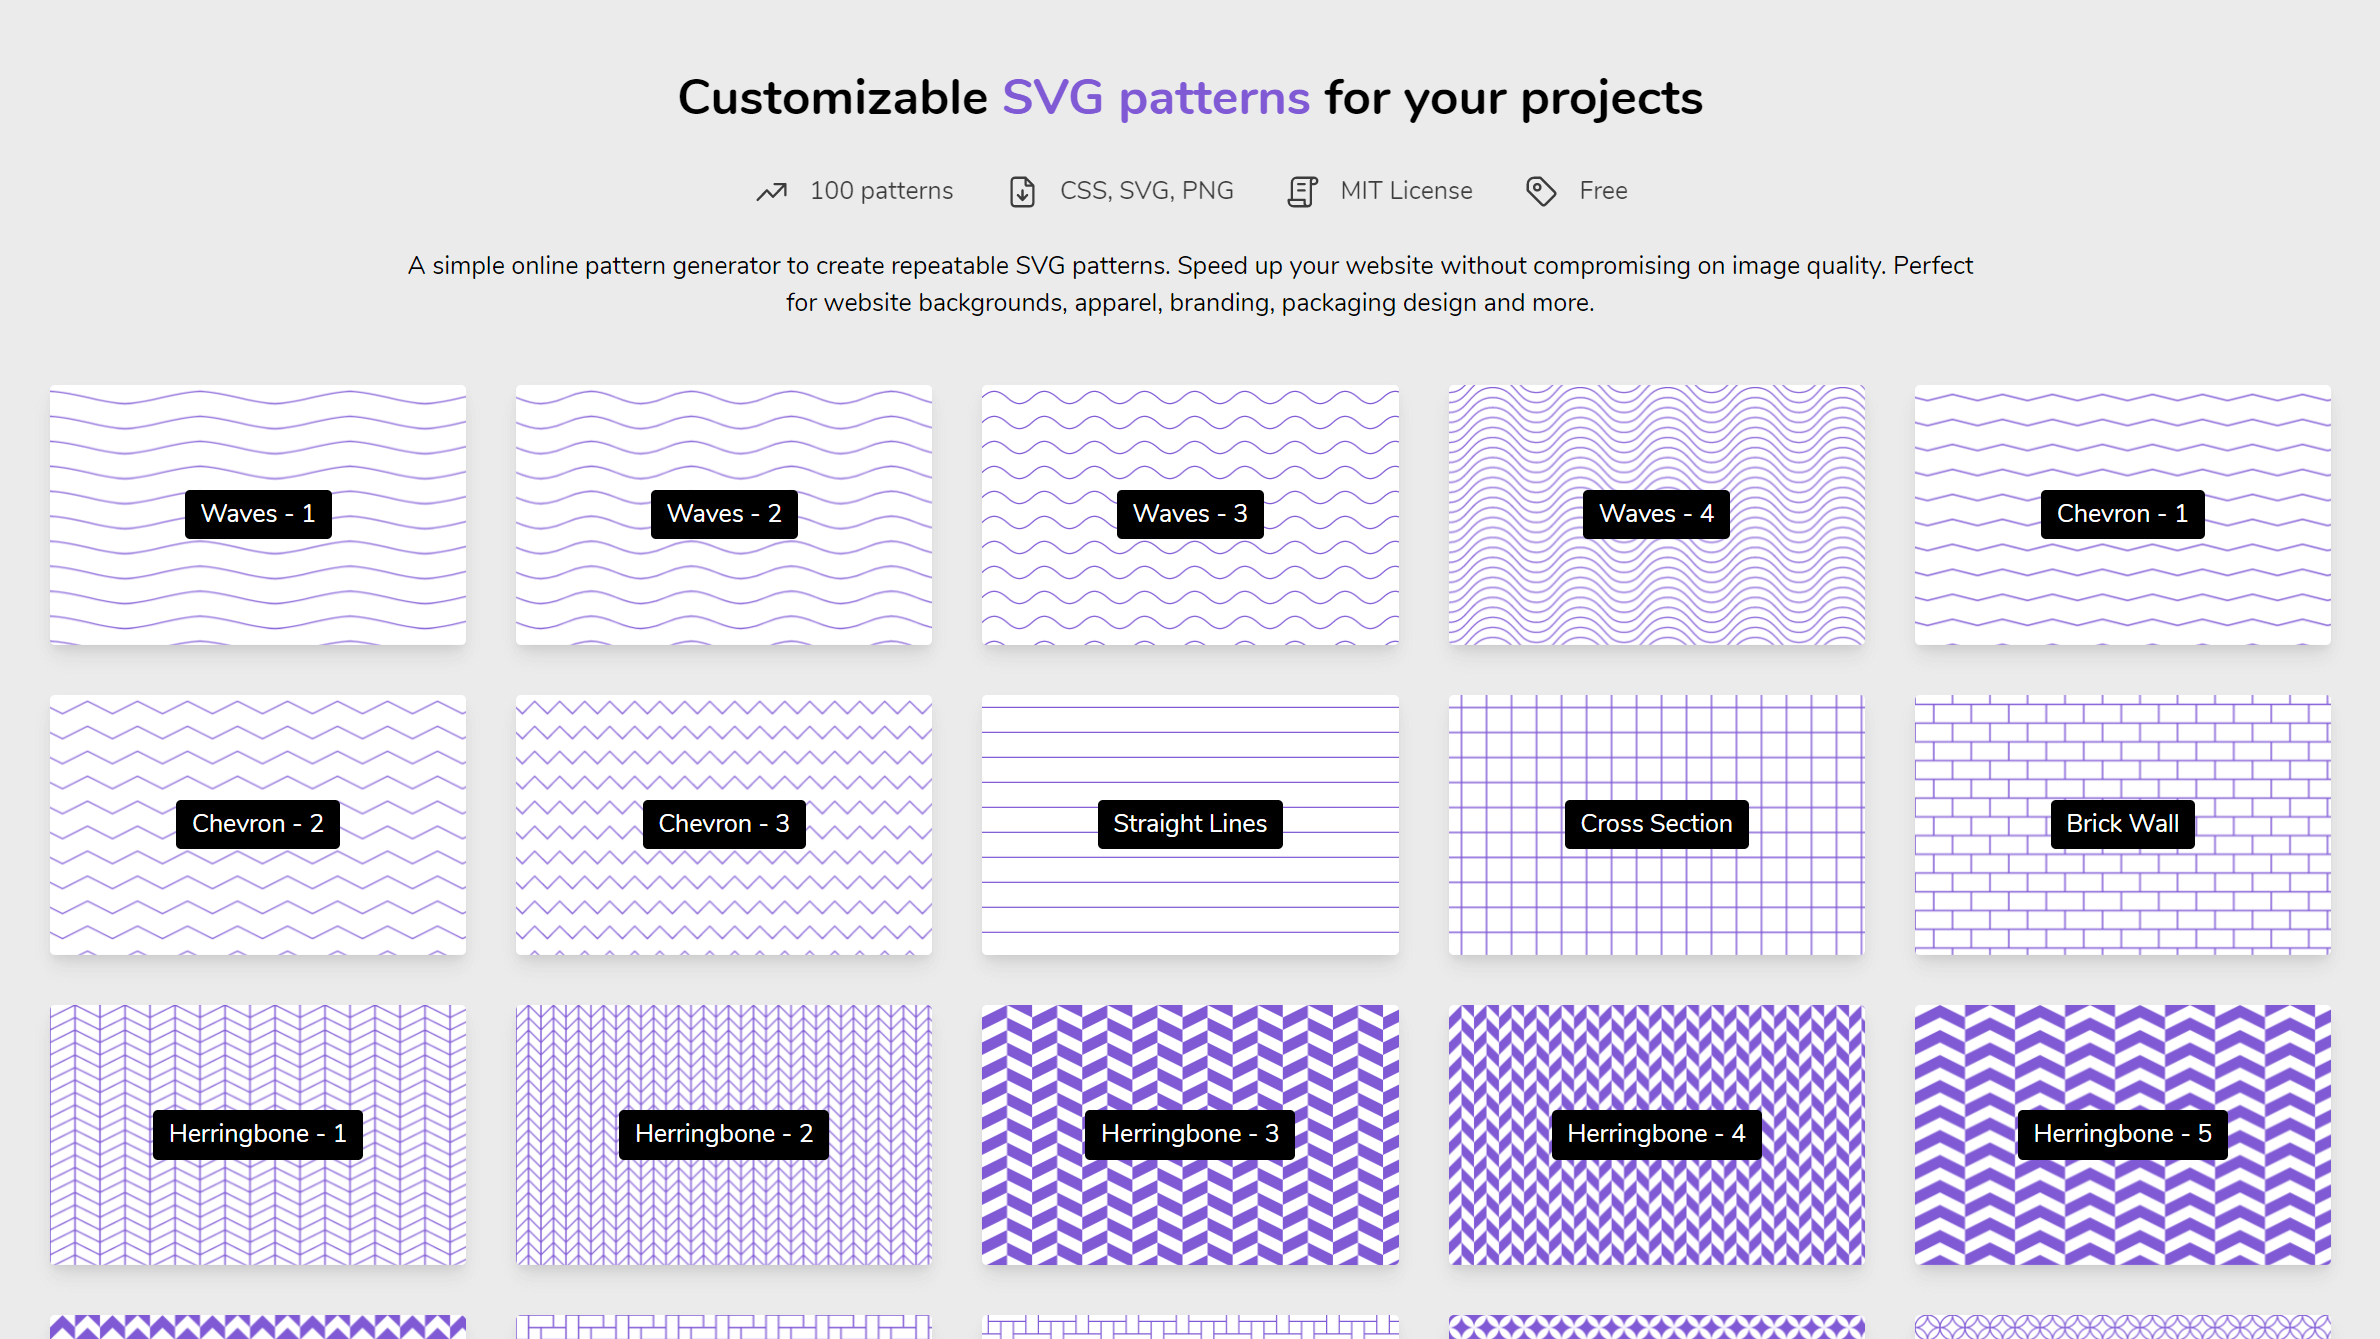 Customizable SVG patterns for your projects
100 patterns CSS, SVG, PNG MIT License Free
A simple online pattern generator to create repeatable SVG patterns. Speed up your website without compromising on image quality. Perfect
for website backgrounds, apparel, branding, packaging design and more.
Waves - 1 Waves - 2 Waves - 3 Waves - 4 Chevron - 1
Chevron - 2 Chevron - 3 Straight Lines Cross Section Brick Wall
Herringbone - 1 Herringbone - 2 Herringbone - 3 Herringbone - 4 Herringbone - 5